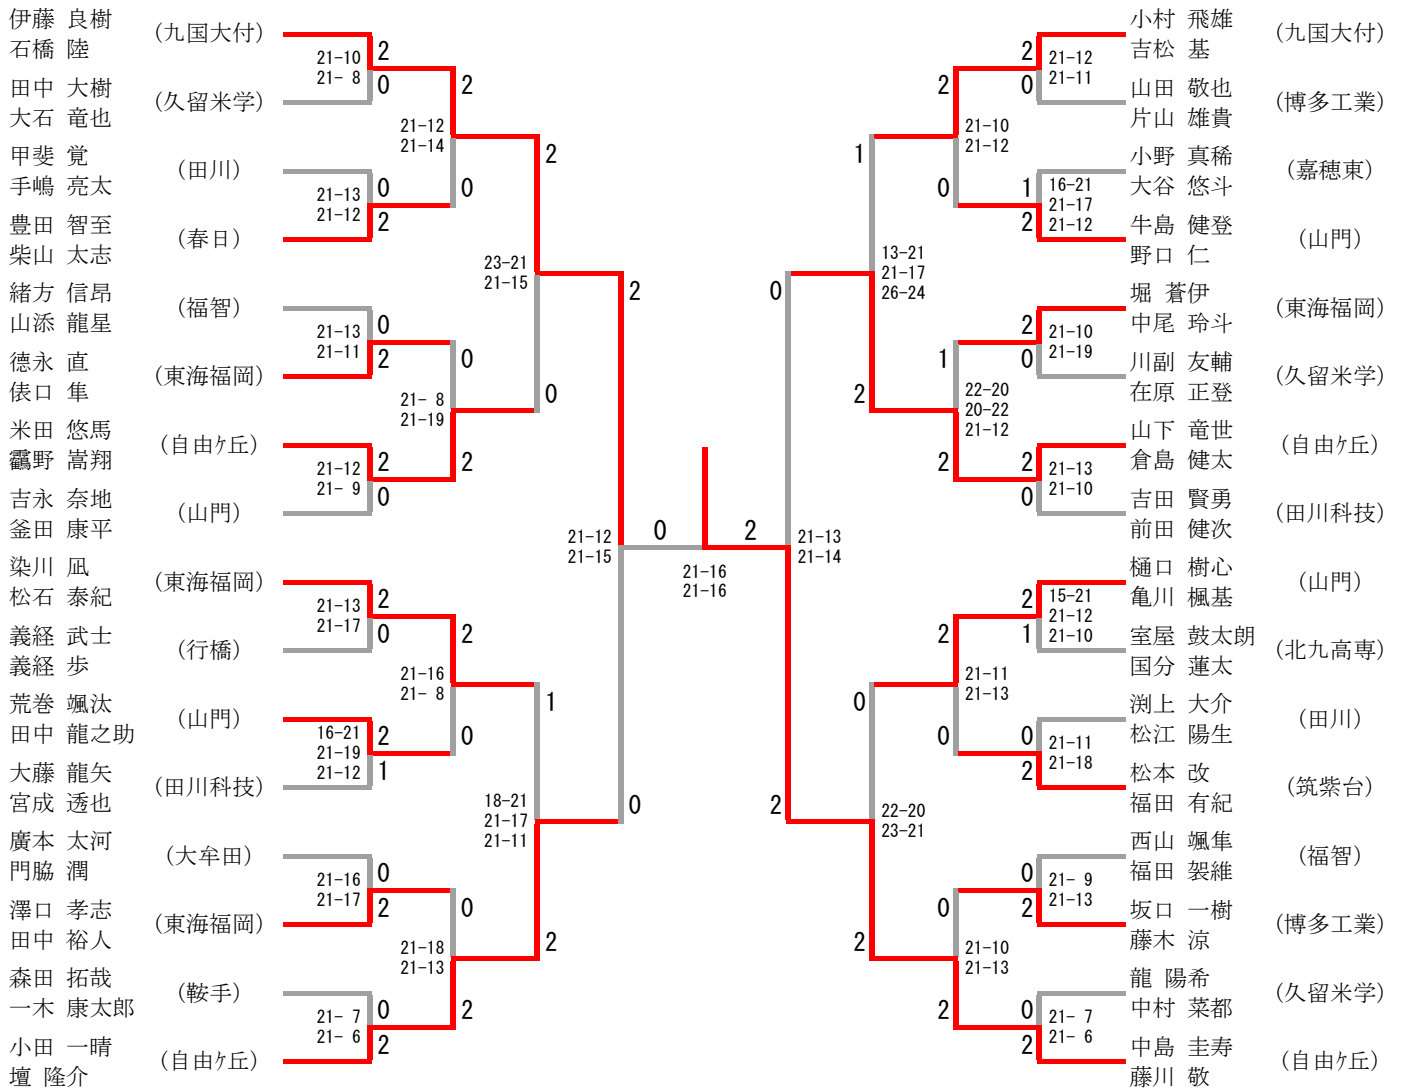 伊藤 良樹
石橋 陸
(九国大付)
田中 大樹
大石 竜也
(久留米学)
21-10
21- 8
2
0
甲斐 覚
手嶋 亮太
(田川)
豊田 智至
柴山 太志
(春日)
21-13
21-12
0
2
21-12
21-14
2
0
緒方 信昂
山添 龍星
(福智)
德永 直
俵口 隼
(東海福岡)
21-13
21-11
0
2
米田 悠馬
靍野 嵩翔
(自由ケ丘)
吉永 奈地
釜田 康平
(山門)
21-12
21- 9
2
0
21- 8
21-19
0
2
23-21
21-15
2
0
染川 凪
松石 泰紀
(東海福岡)
義経 武士
義経 歩
(行橋)
21-13
21-17
2
0
荒巻 颯汰
田中 龍之助
(山門)
大藤 龍矢
宮成 透也
(田川科技)
16-21
21-19
21-12
2
1
21-16
21- 8
2
0
廣本 太河
門脇 潤
(大牟田)
澤口 孝志
田中 裕人
(東海福岡)
21-16
21-17
0
2
森田 拓哉
一木 康太郎
(鞍手)
小田 一晴
壇 隆介
(自由ケ丘)
21- 7
21- 6
0
2
21-18
21-13
0
2
18-21
21-17
21-11
1
2
21-12
21-15
2
0
0
2
21-16
21-16
小村 飛雄
吉松 基
(九国大付)
山田 敬也
片山 雄貴
(博多工業)
2
0
21-12
21-11
小野 真稀
大谷 悠斗
(嘉穂東)
牛島 健登
野口 仁
(山門)
1
2
16-21
21-17
21-12
2
0
21-10
21-12
堀 蒼伊
中尾 玲斗
(東海福岡)
川副 友輔
在原 正登
(久留米学)
2
0
21-10
21-19
山下 竜世
倉島 健太
(自由ケ丘)
吉田 賢勇
前田 健次
(田川科技)
2
0
21-13
21-10
1
2
22-20
20-22
21-12
1
2
13-21
21-17
26-24
樋口 樹心
亀川 楓基
(山門)
室屋 鼓太朗
国分 蓮太
(北九高専)
2
1
15-21
21-12
21-10
渕上 大介
松江 陽生
(田川)
松本 改
福田 有紀
(筑紫台)
0
2
21-11
21-18
2
0
21-11
21-13
西山 颯隼
福田 袈維
(福智)
坂口 一樹
藤木 涼
(博多工業)
0
2
21- 9
21-13
龍 陽希
中村 菜都
(久留米学)
中島 圭寿
藤川 敬
(自由ケ丘)
0
2
21- 7
21- 6
0
2
21-10
21-13
0
2
22-20
23-21
0
2
21-13
21-14